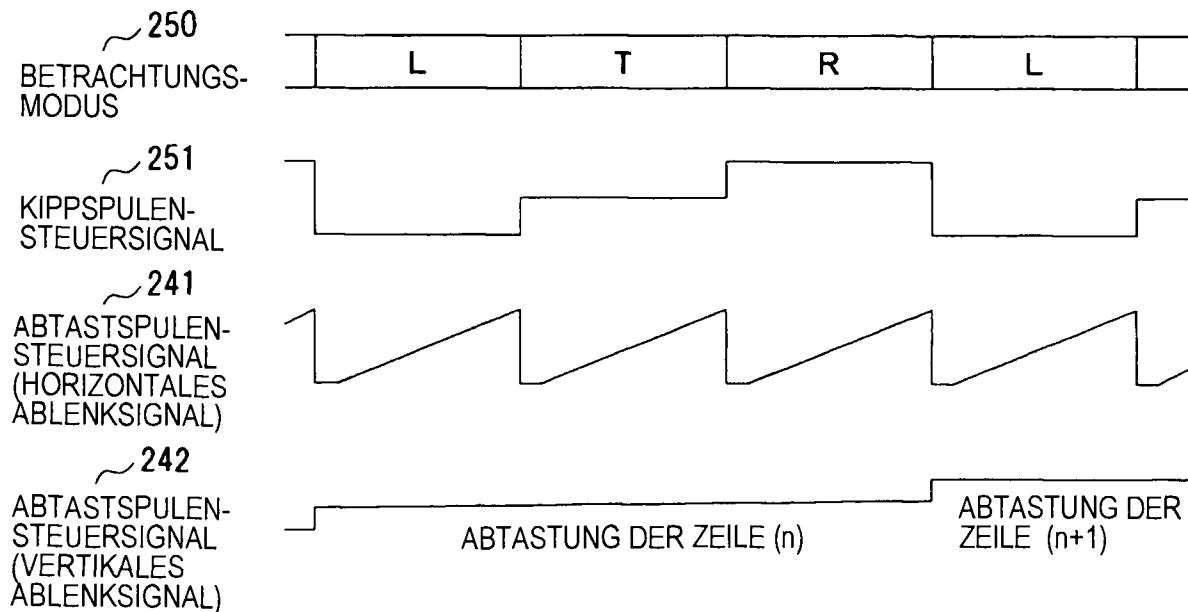 250
BETRACHTUNGS-
MODUS
L T R L
251
KIPPSPULEN-
STEUERSIGNAL
241
ABTASTSPULEN-
STEUERSIGNAL
(HORIZONTALES
ABLENKSIGNAL)
242
ABTASTSPULEN-
STEUERSIGNAL
(VERTIKALES
ABLENKSIGNAL)
ABTASTUNG DER ZEILE (n)
ABTASTUNG DER
ZEILE (n+1)